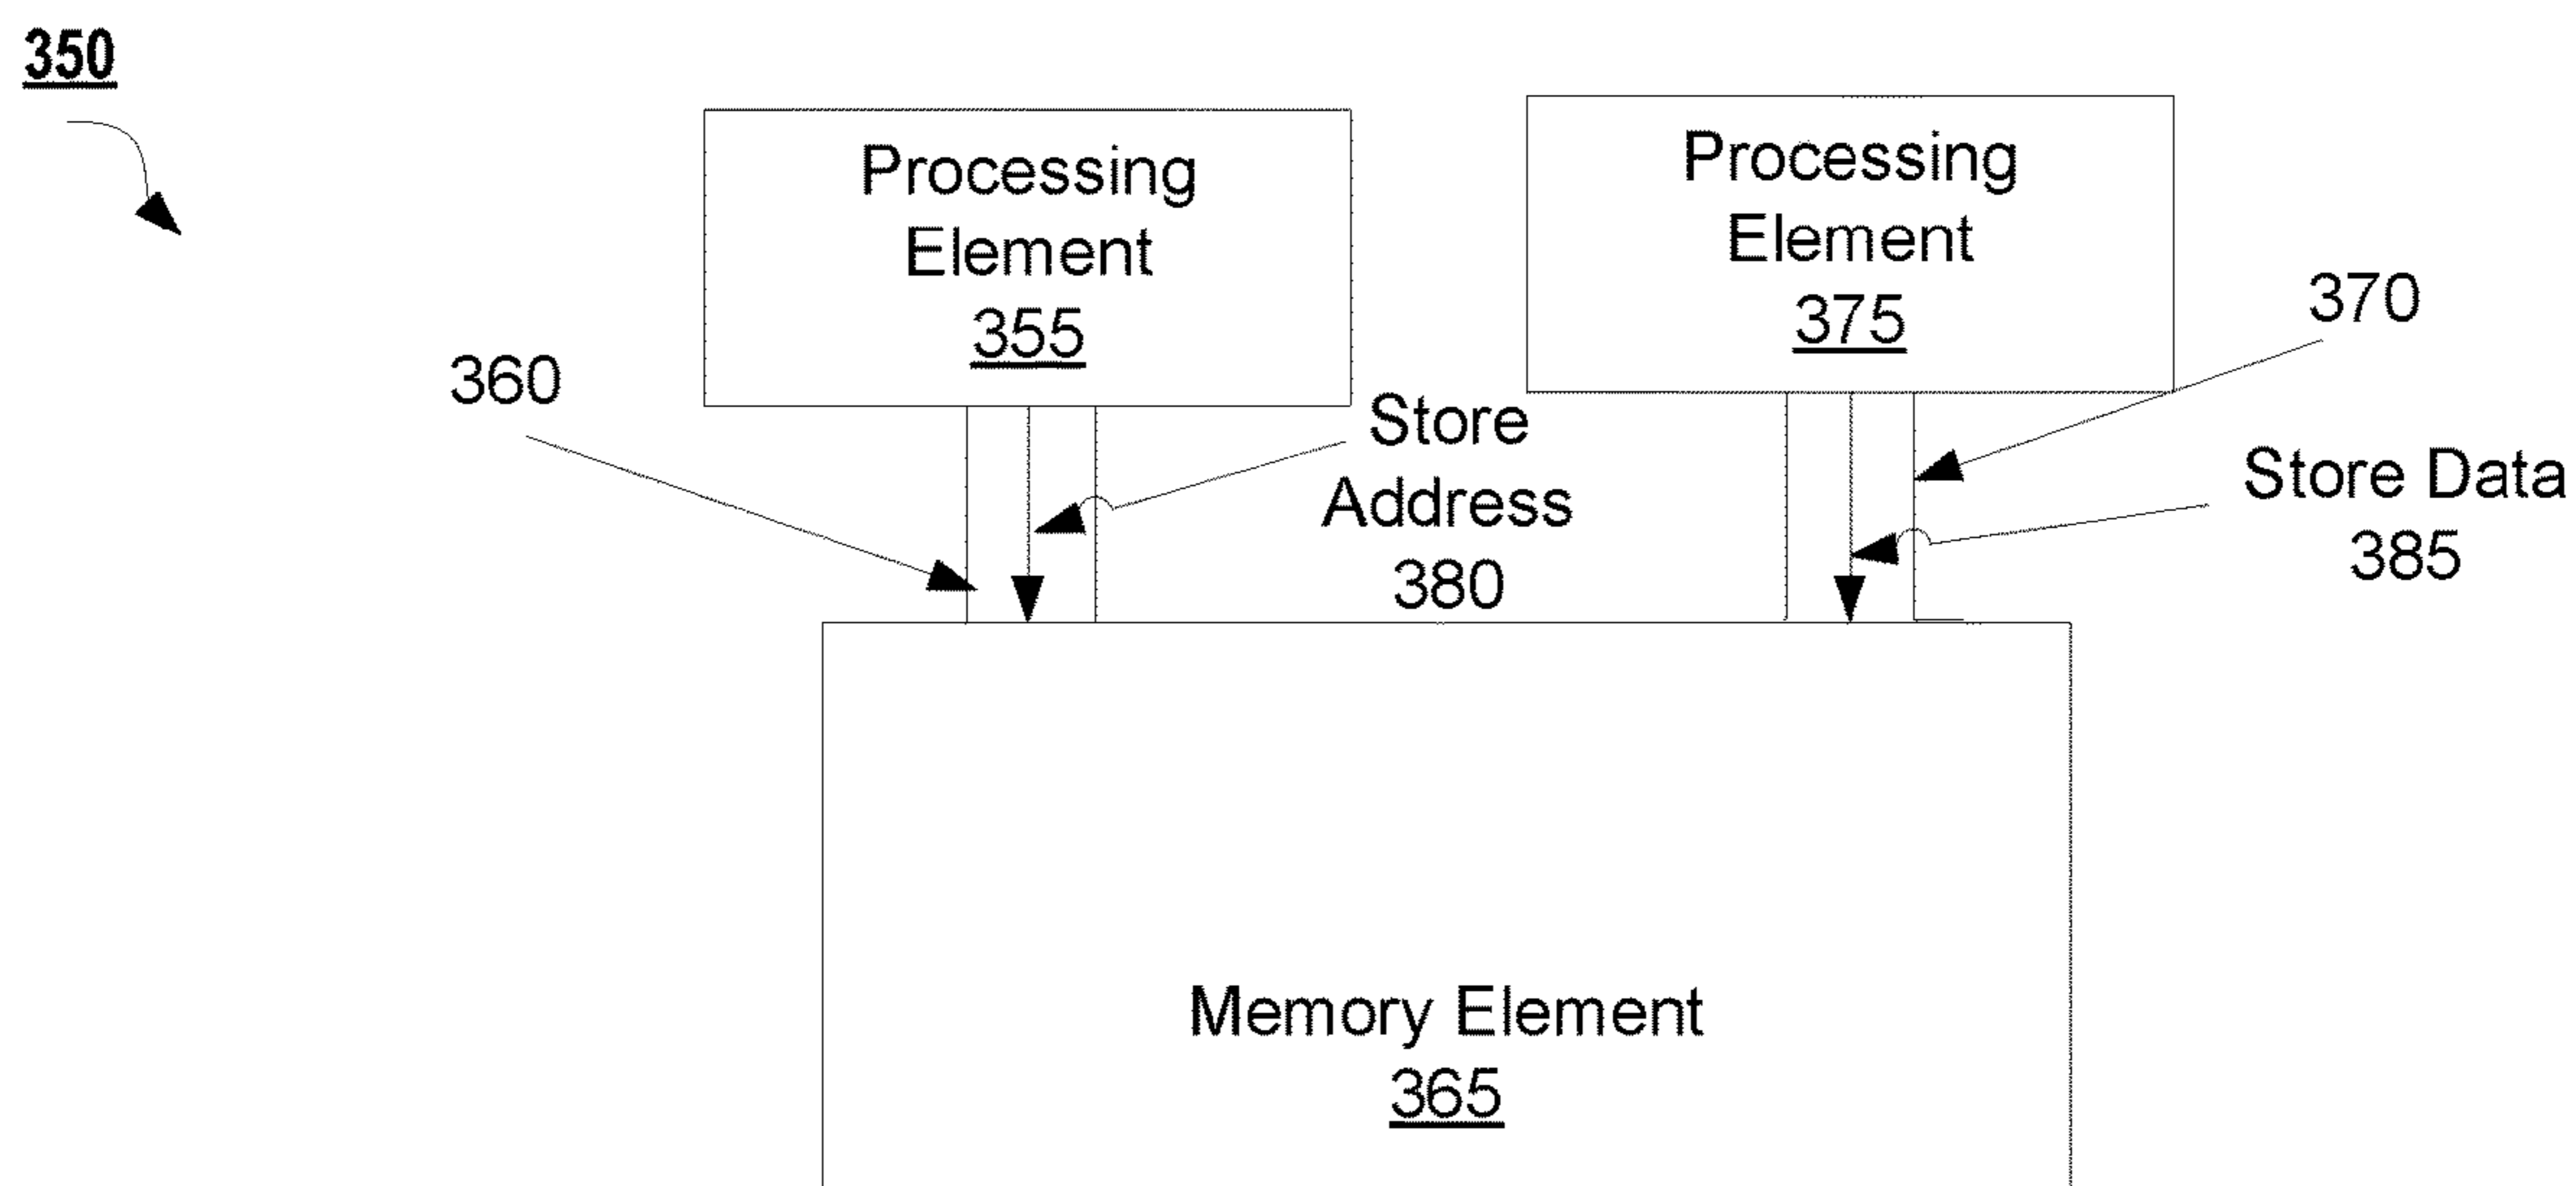 350
Processing
Element
355
Processing
Element
375
370
360
Store
Address
380
Store Data
385
Memory Element
365